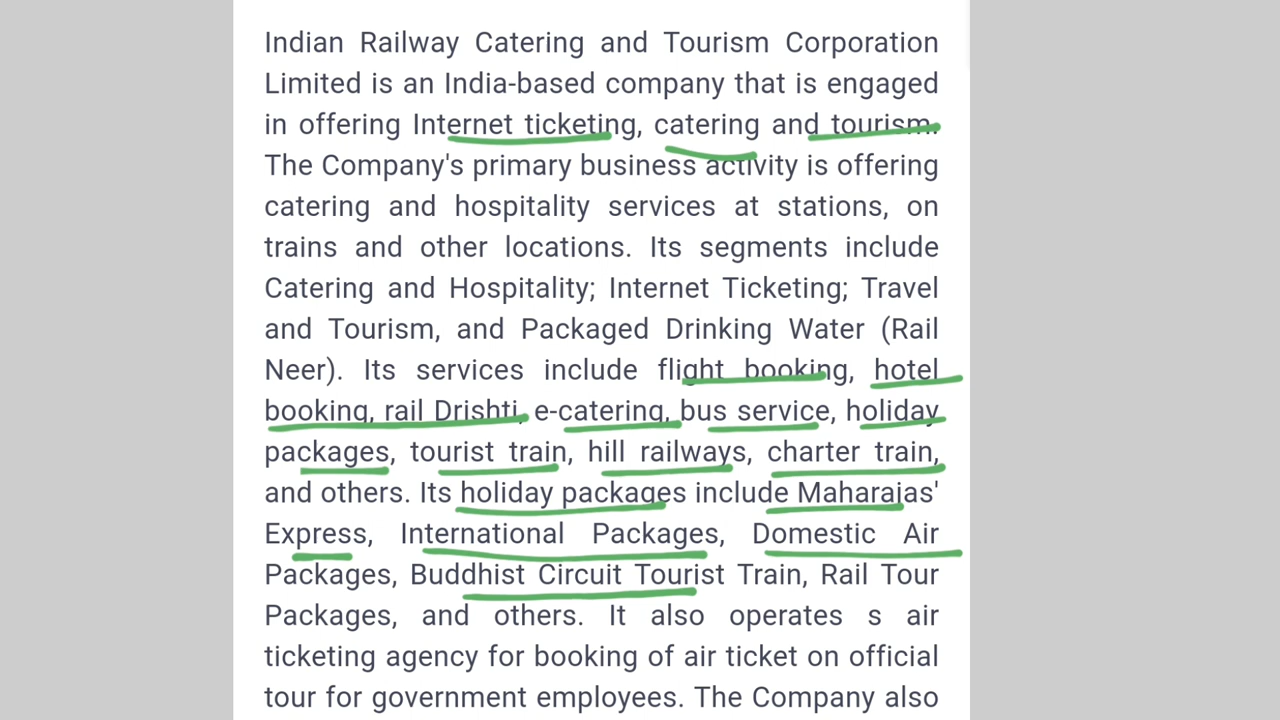 Indian Railway Catering and Tourism Corporation
Limited is an India-based company that is engaged
in offering Internet ticketing, catering and tourism.
The Company's primary business activity is offering
catering and hospitality services at stations, on
trains and other locations. Its segments include
Catering and Hospitality; Internet Ticketing; Travel
and Tourism, and Packaged Drinking Water (Rail
Neer). Its services include flight booking, hotel
booking, rail Drishti, e-catering, bus service, holiday
packages, tourist train, hill railways, charter train,
and others. Its holiday packages include Maharajas'
Express, International Packages, Domestic Air
Packages, Buddhist Circuit Tourist Train, Rail Tour
Packages, and others. It also operates s air
ticketing agency for booking of air ticket on official
tour for government employees. The Company also